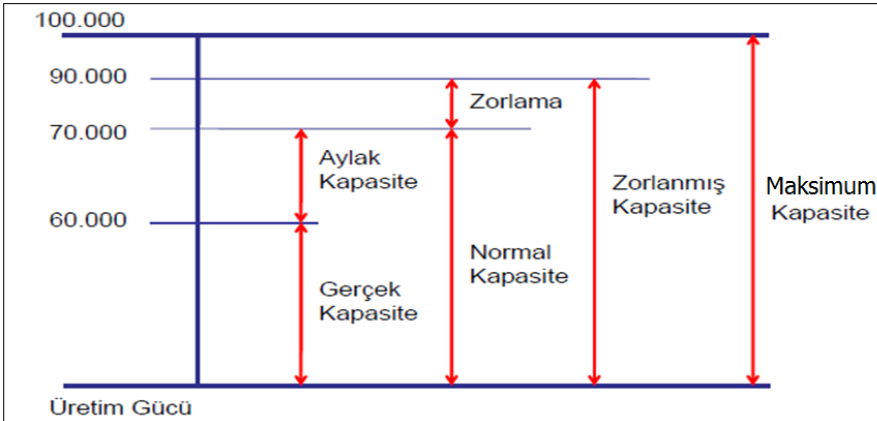 100.000
90.000
Zorlama
70.000
Aylak
Kapasite
Zorlanmış
Kapasite
Maksimum
Kapasite
60.000
Normal
Kapasite
Gerçek
Kapasite
Üretim Gücü